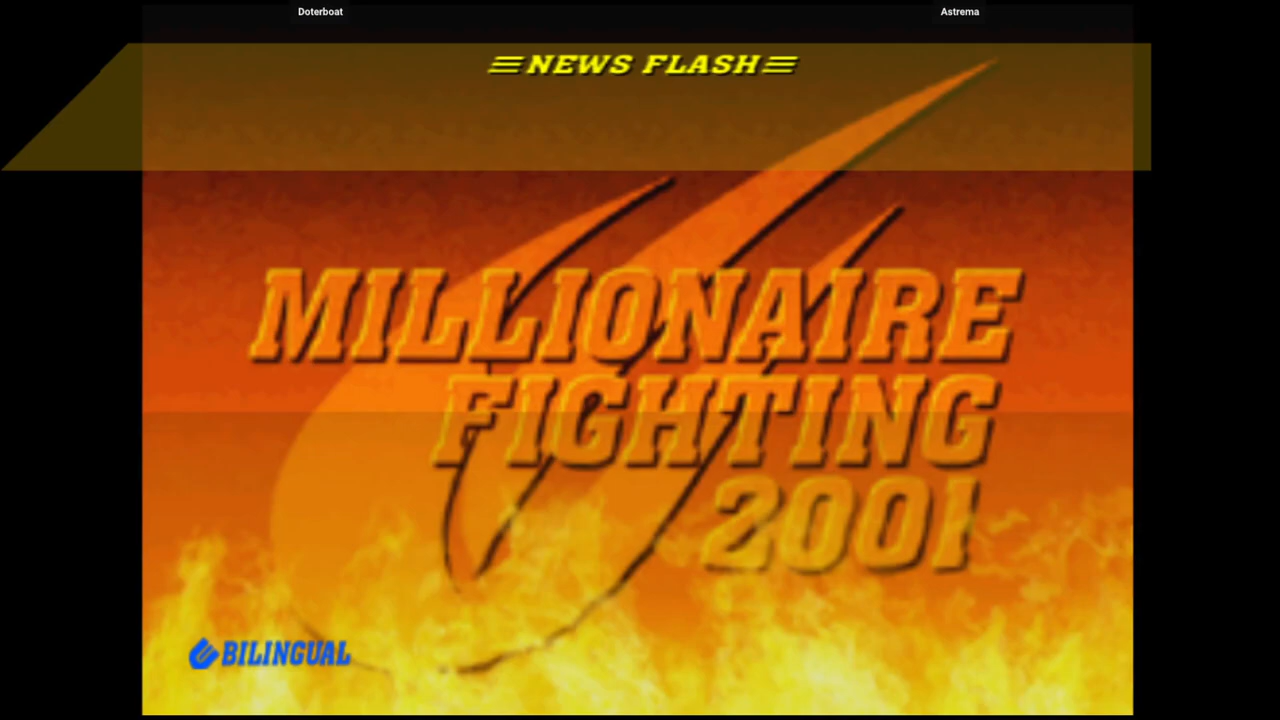 Doterboat
Astrema
NEWS FLASH
MILLIONAIRE
FIGHTING
2001
BILINGUAL